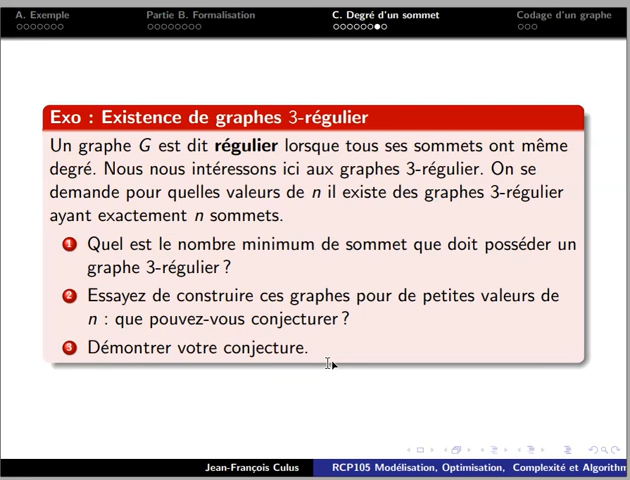 A. Exemple Partie B. Formalisation C. Degré d'un sommet Codage d'un graphe
Exo : Existence de graphes 3-régulier
Un graphe G est dit régulier lorsque tous ses sommets ont même
degré. Nous nous intéressons ici aux graphes 3-régulier. On se
demande pour quelles valeurs de n il existe des graphes 3-régulier
ayant exactement n sommets.
1 Quel est le nombre minimum de sommet que doit posséder un
graphe 3-régulier ?
2 Essayez de construire ces graphes pour de petites valeurs de
n : que pouvez-vous conjecturer ?
3 Démontrer votre conjecture.
Jean-François Culus RCP105 Modélisation, Optimisation, Complexité et Algorithm